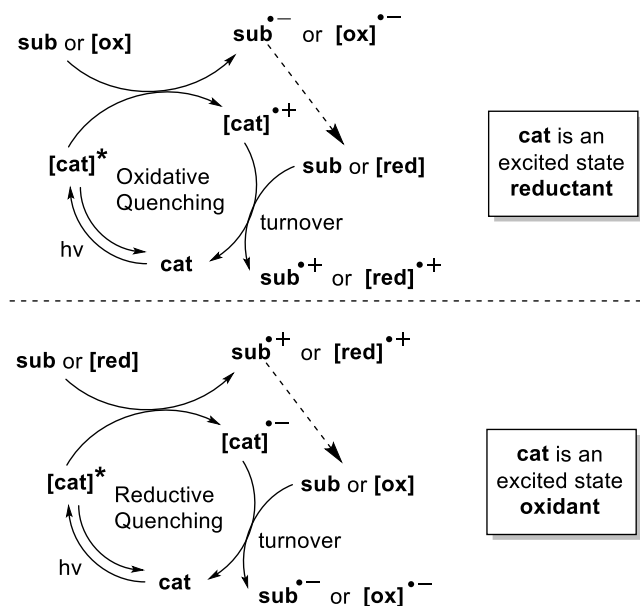 sub or [ox]
sub•− or [ox]•−
[cat]•+
[cat]*
Oxidative
Quenching
sub or [red]
turnover
hv
cat
sub•+ or [red]•+
cat is an
excited state
reductant
sub or [red]
sub•+ or [red]•+
[cat]•−
[cat]*
Reductive
Quenching
sub or [ox]
turnover
hv
cat
sub•− or [ox]•−
cat is an
excited state
oxidant